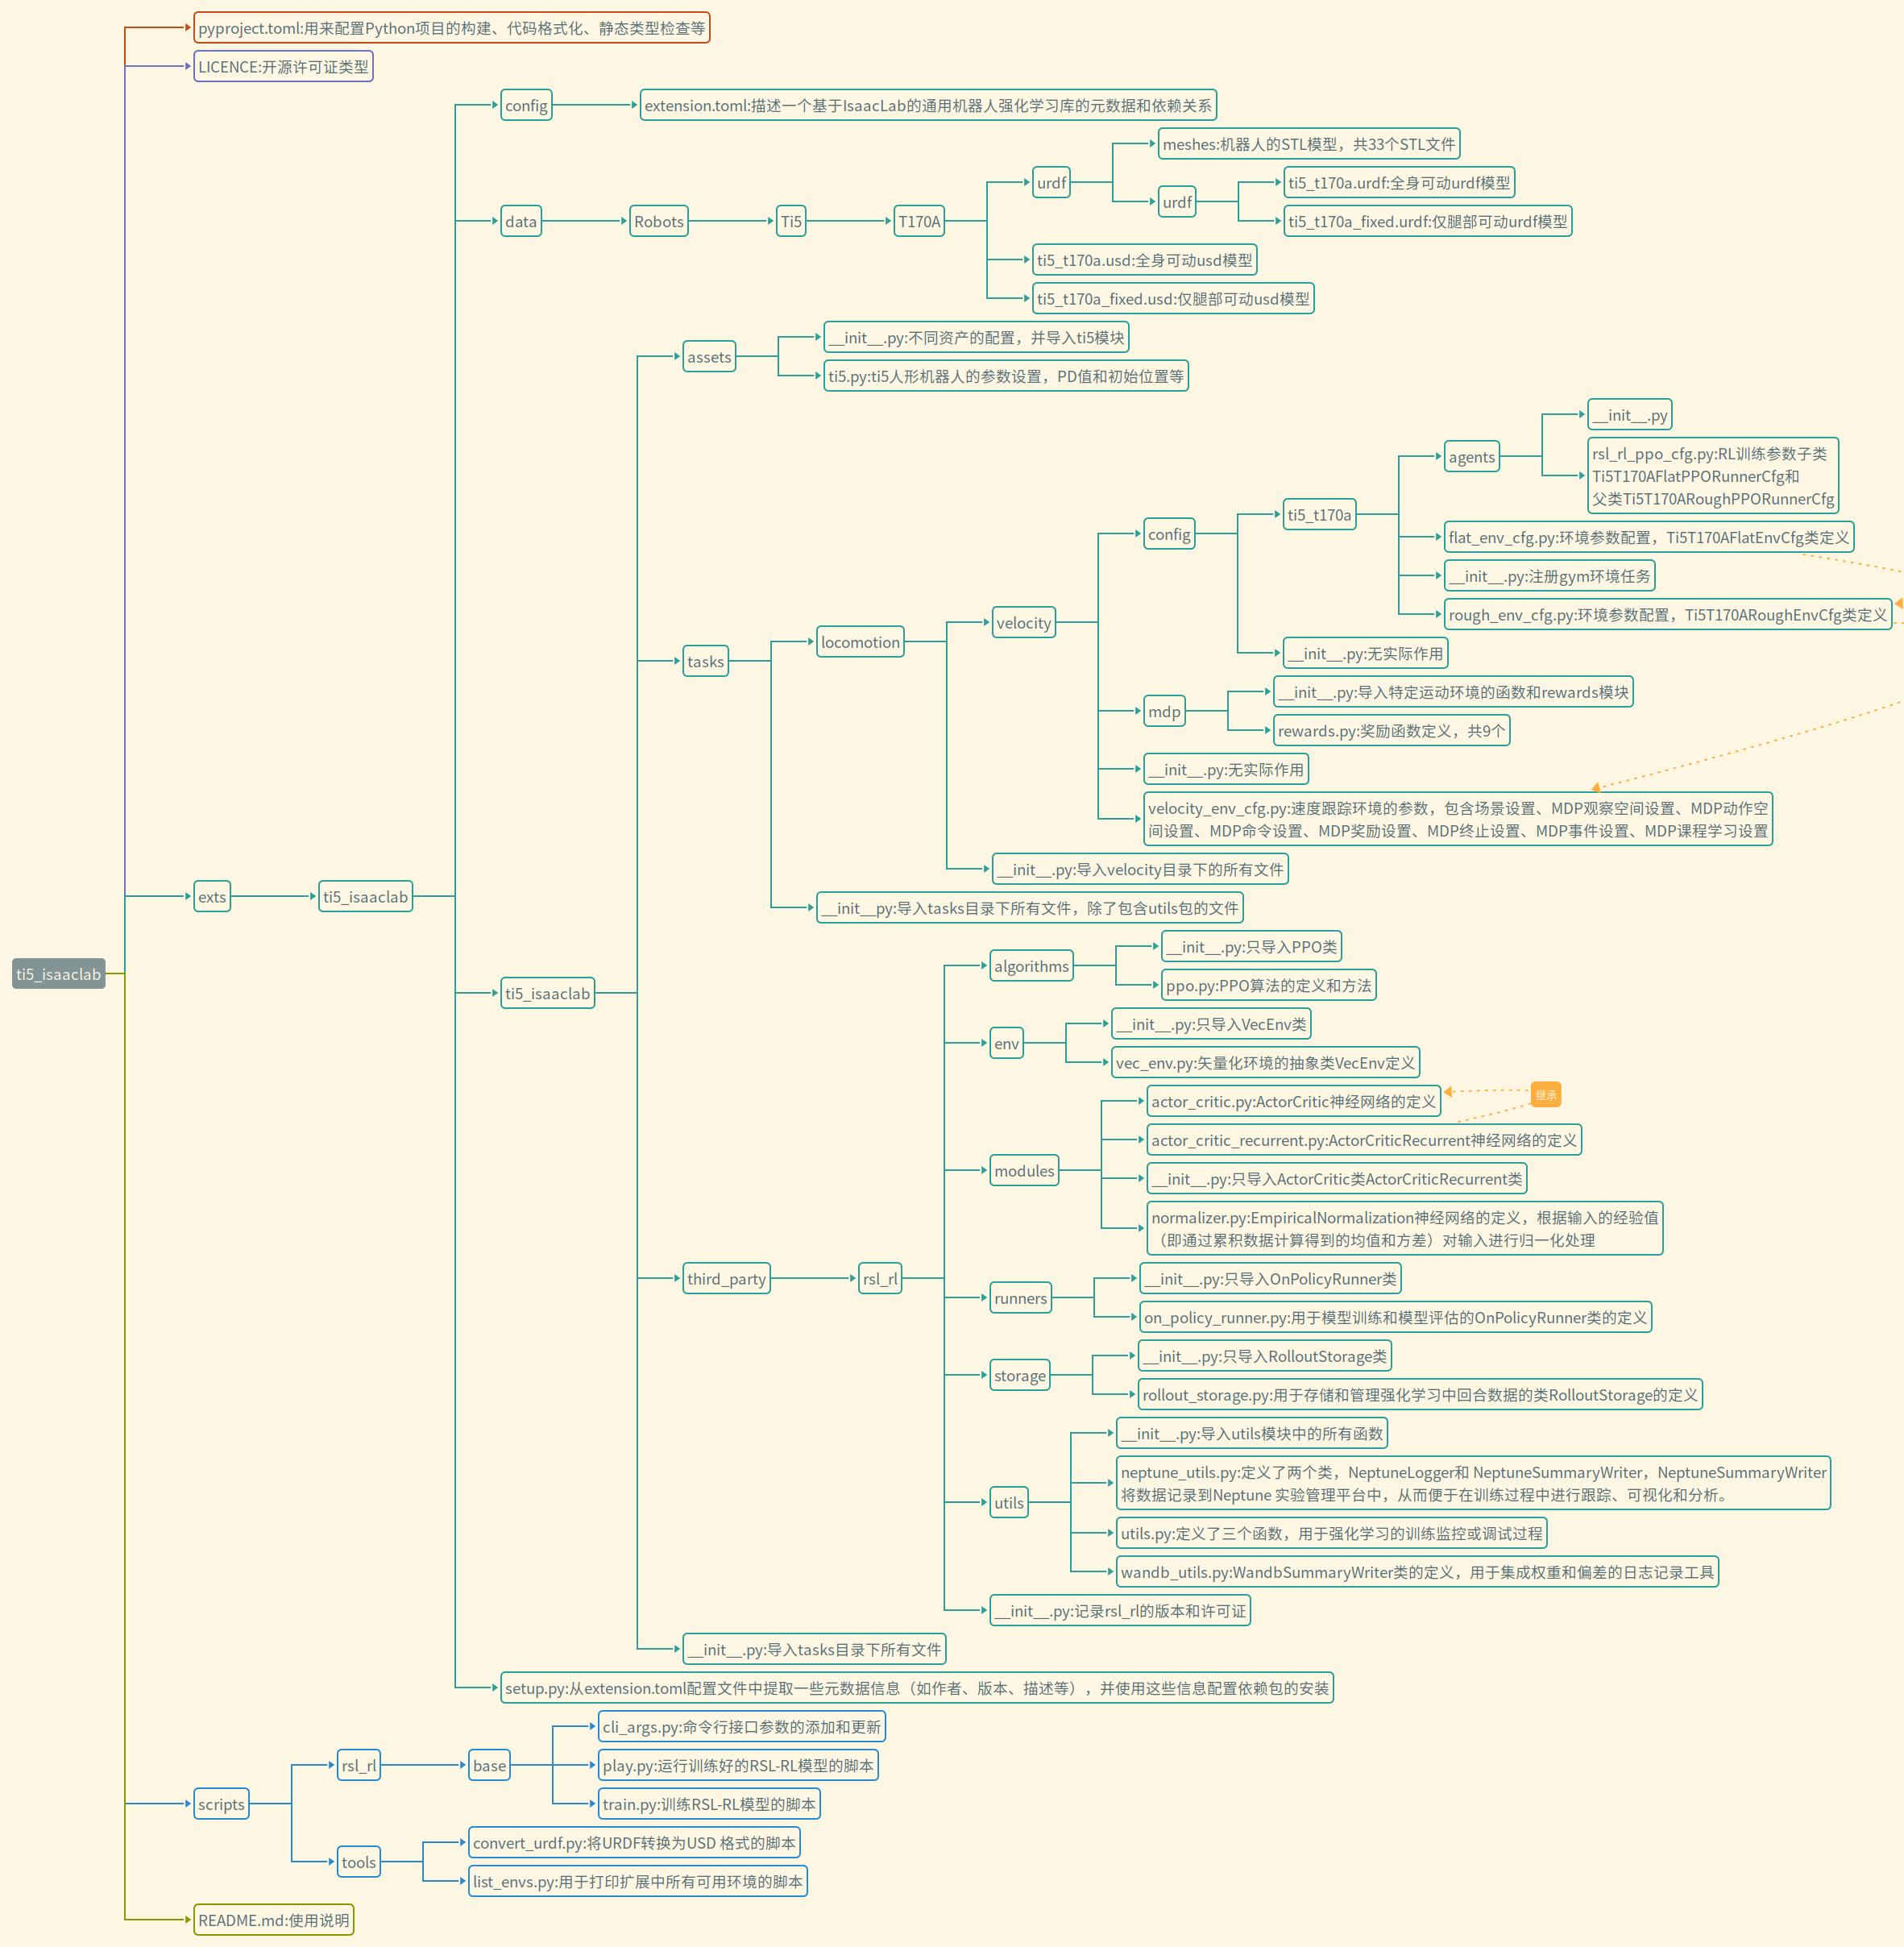 pyproject.toml:用来配置Python项目的构建、代码格式化、静态类型检查等
LICENCE:开源许可证类型
config
extension.toml:描述一个基于IsaacLab的通用机器人强化学习库的元数据和依赖关系
meshes:机器人的STL模型，共33个STL文件
urdf
ti5_t170a.urdf:全身可动urdf模型
urdf
ti5_t170a_fixed.urdf:仅腿部可动urdf模型
data
Robots
Ti5
T170A
ti5_t170a.usd:全身可动usd模型
ti5_t170a_fixed.usd:仅腿部可动usd模型
__init__.py:不同资产的配置，并导入ti5模块
assets
ti5.py:ti5人形机器人的参数设置，PD值和初始位置等
__init__.py
agents
rsl_rl_ppo_cfg.py:RL训练参数子类
Ti5T170AFlatPPORunnerCfg和
父类Ti5T170ARoughPPORunnerCfg
ti5_t170a
config
flat_env_cfg.py:环境参数配置，Ti5T170AFlatEnvCfg类定义
__init__.py:注册gym环境任务
rough_env_cfg.py:环境参数配置，Ti5T170ARoughEnvCfg类定义
velocity
locomotion
tasks
__init__.py:无实际作用
__init__.py:导入特定运动环境的函数和rewards模块
mdp
rewards.py:奖励函数定义，共9个
__init__.py:无实际作用
velocity_env_cfg.py:速度跟踪环境的参数，包含场景设置、MDP观察空间设置、MDP动作空
间设置、MDP命令设置、MDP奖励设置、MDP终止设置、MDP事件设置、MDP课程学习设置
__init__.py:导入velocity目录下的所有文件
exts
ti5_isaaclab
__init__py:导入tasks目录下所有文件，除了包含utils包的文件
ti5_isaaclab
ti5_isaaclab
__init__.py:只导入PPO类
algorithms
ppo.py:PPO算法的定义和方法
__init__.py:只导入VecEnv类
env
vec_env.py:矢量化环境的抽象类VecEnv定义
actor_critic.py:ActorCritic神经网络的定义
继承
actor_critic_recurrent.py:ActorCriticRecurrent神经网络的定义
modules
__init__.py:只导入ActorCritic类ActorCriticRecurrent类
normalizer.py:EmpiricalNormalization神经网络的定义，根据输入的经验值
（即通过累积数据计算得到的均值和方差）对输入进行归一化处理
third_party
rsl_rl
__init__.py:只导入OnPolicyRunner类
runners
on_policy_runner.py:用于模型训练和模型评估的OnPolicyRunner类的定义
__init__.py:只导入RolloutStorage类
storage
rollout_storage.py:用于存储和管理强化学习中回合数据的类RolloutStorage的定义
__init__.py:导入utils模块中的所有函数
neptune_utils.py:定义了两个类，NeptuneLogger和 NeptuneSummaryWriter，NeptuneSummaryWriter
将数据记录到Neptune 实验管理平台中，从而便于在训练过程中进行跟踪、可视化和分析。
utils
utils.py:定义了三个函数，用于强化学习的训练监控或调试过程
wandb_utils.py:WandbSummaryWriter类的定义，用于集成权重和偏差的日志记录工具
__init__.py:记录rsl_rl的版本和许可证
__init__.py:导入tasks目录下所有文件
setup.py:从extension.toml配置文件中提取一些元数据信息（如作者、版本、描述等），并使用这些信息配置依赖包的安装
cli_args.py:命令行接口参数的添加和更新
rsl_rl
base
play.py:运行训练好的RSL-RL模型的脚本
scripts
train.py:训练RSL-RL模型的脚本
convert_urdf.py:将URDF转换为USD 格式的脚本
tools
list_envs.py:用于打印扩展中所有可用环境的脚本
README.md:使用说明